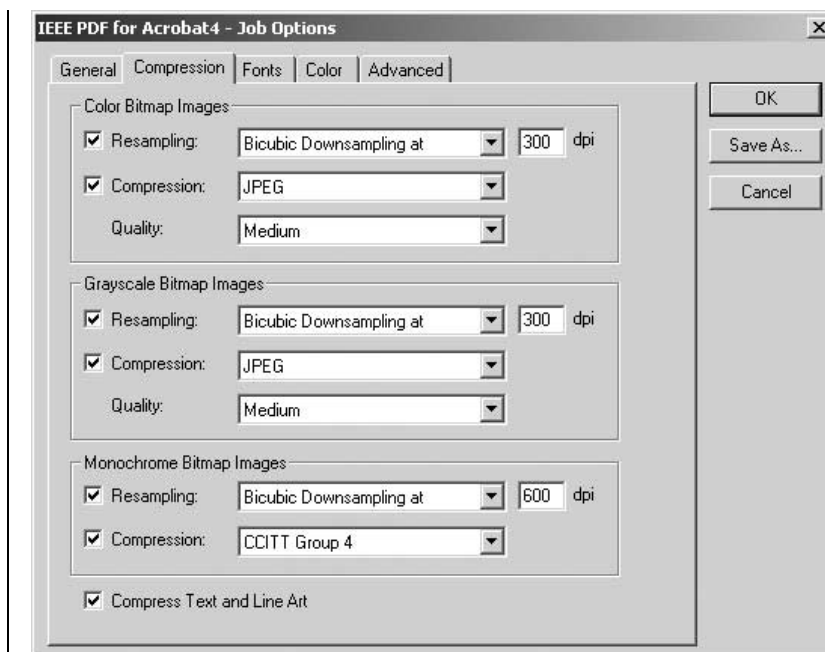 IEEE PDF for Acrobat4 - Job Options
General Compression Fonts Color Advanced
OK
Save As...
Cancel
Color Bitmap Images
Resampling: Bicubic Downsampling at 300 dpi
Compression: JPEG
Quality: Medium
Grayscale Bitmap Images
Resampling: Bicubic Downsampling at 300 dpi
Compression: JPEG
Quality: Medium
Monochrome Bitmap Images
Resampling: Bicubic Downsampling at 600 dpi
Compression: CCITT Group 4
Compress Text and Line Art